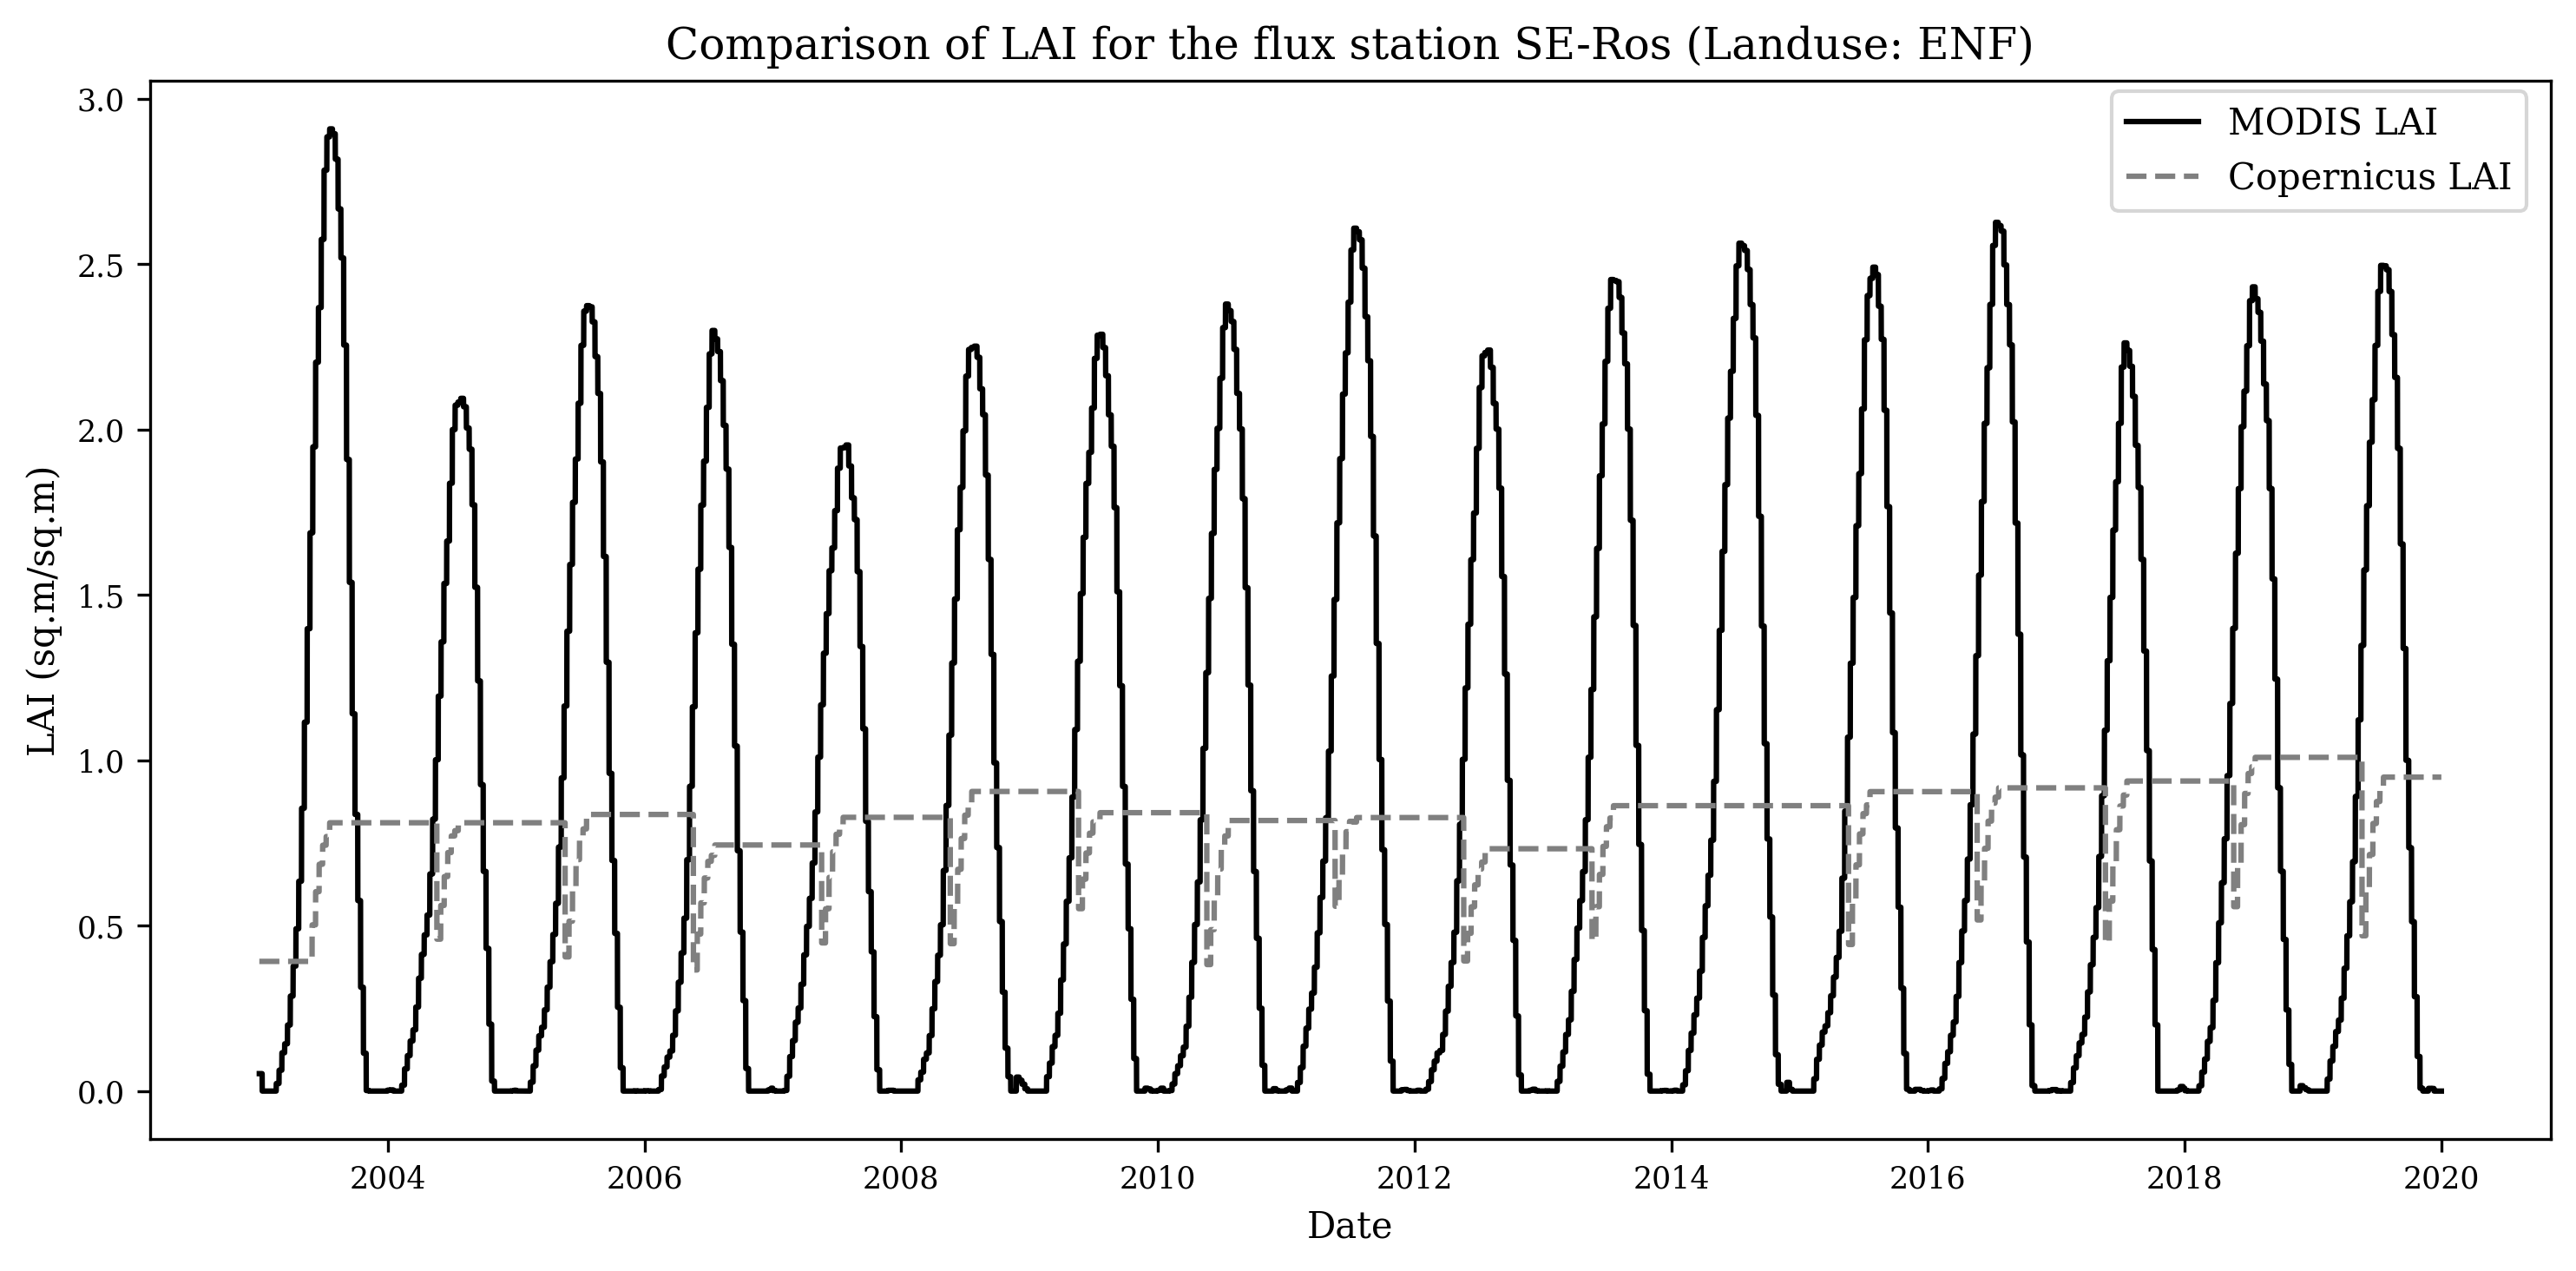 Comparison of LAI for the flux station SE-Ros (Landuse: ENF)
MODIS LAI
Copernicus LAI
LAI (sq.m/sq.m)
3.0
2.5
2.0
1.5
1.0
0.5
0.0
2004 2006 2008 2010 2012 2014 2016 2018 2020
Date